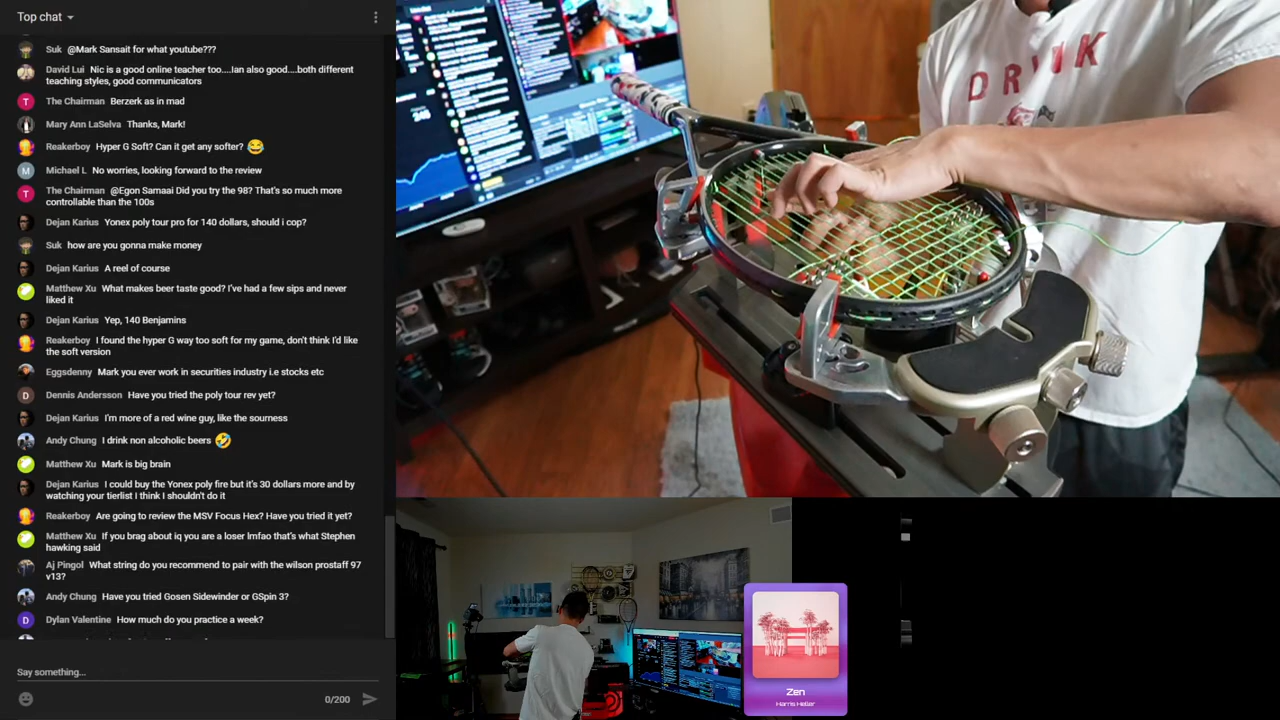 Top chat
Suk @Mark Sansait for what youtube???
David Lui Nic is a good online teacher too....Ian also good....both different
teaching styles, good communicators
T The Chairman Berzerk as in mad
Mary Ann LaSelva Thanks, Mark!
Reakerboy Hyper G Soft? Can it get any softer? 😂
M Michael L No worries, looking forward to the review
T The Chairman @Egon Samaai Did you try the 98? That's so much more
controllable than the 100s
Dejan Karius Yonex poly tour pro for 140 dollars, should i cop?
Suk how are you gonna make money
Dejan Karius A reel of course
Matthew Xu What makes beer taste good? I've had a few sips and never
liked it
Dejan Karius Yep, 140 Benjamins
Reakerboy I found the hyper G way too soft for my game, don't think I'd like
the soft version
Eggsdenny Mark you ever work in securities industry i.e stocks etc
D Dennis Andersson Have you tried the poly tour rev yet?
Dejan Karius I'm more of a red wine guy, like the sourness
Andy Chung I drink non alcoholic beers 🤣
Matthew Xu Mark is big brain
Dejan Karius I could buy the Yonex poly fire but it's 30 dollars more and by
watching your tierlist I think I shouldn't do it
Reakerboy Are going to review the MSV Focus Hex? Have you tried it yet?
Matthew Xu If you brag about iq you are a loser lmfao that's what Stephen
hawking said
Aj Pingol What string do you recommend to pair with the wilson prostaff 97
v13?
Andy Chung Have you tried Gosen Sidewinder or GSpin 3?
D Dylan Valentine How much do you practice a week?
Say something...
0/200
DRINK
Zen
Harris Heller